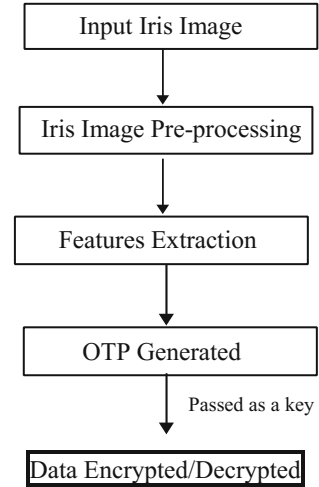 Input Iris Image
Iris Image Pre-processing
Features Extraction
OTP Generated
Passed as a key
Data Encrypted/Decrypted